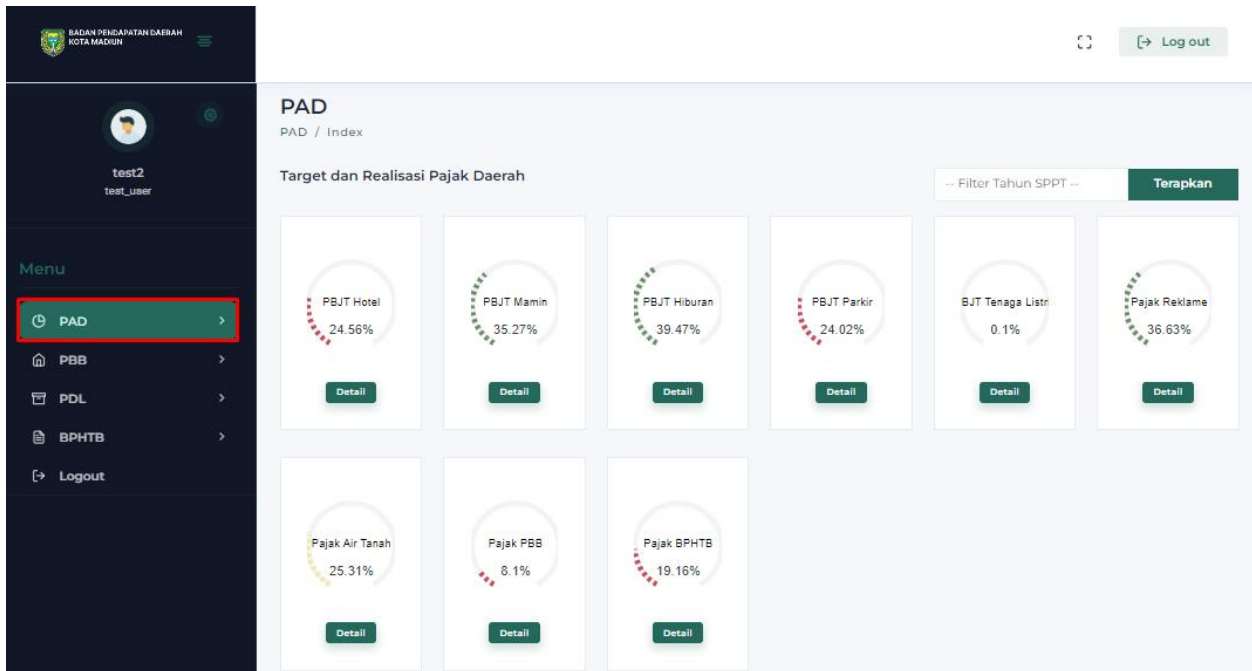 BADAN PENDAPATAN DAERAH
KOTA MADIUN
Log out
test2
test_user
Menu
PAD
PBB
PDL
BPHTB
Logout
PAD
PAD / Index
Target dan Realisasi Pajak Daerah
-- Filter Tahun SPPT --
Terapkan
PBJT Hotel
24.56%
Detail
PBJT Mamin
35.27%
Detail
PBJT Hiburan
39.47%
Detail
PBJT Parkir
24.02%
Detail
BJT Tenaga Listri
0.1%
Detail
Pajak Reklame
36.63%
Detail
Pajak Air Tanah
25.31%
Detail
Pajak PBB
8.1%
Detail
Pajak BPHTB
19.16%
Detail